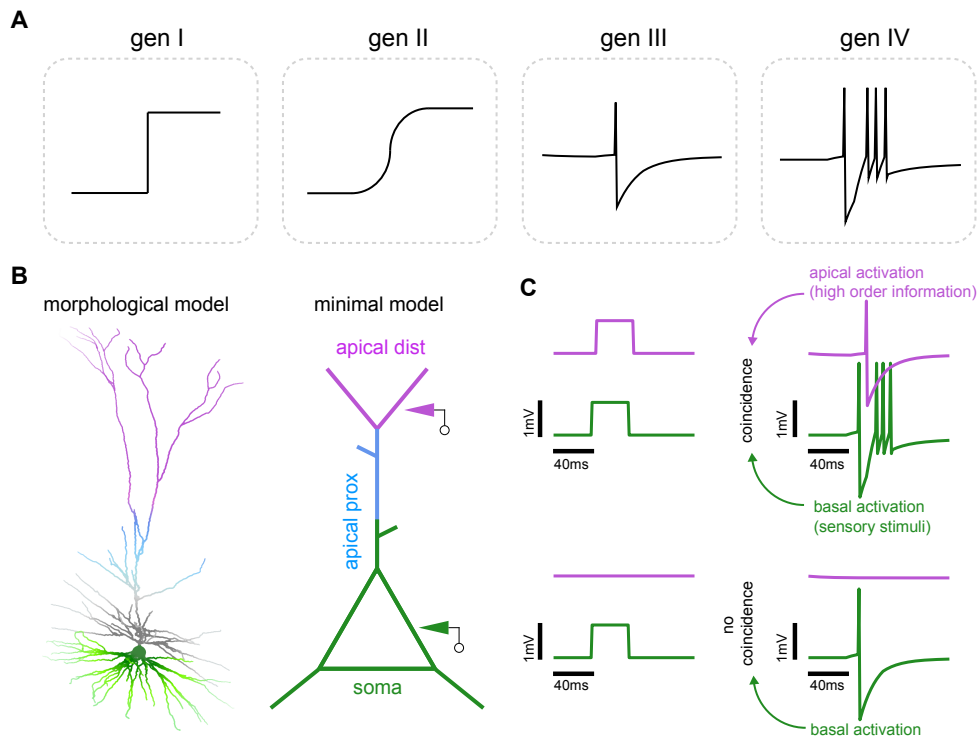 A
gen I
gen II
gen III
gen IV
B
morphological model
minimal model
apical dist
apical prox
soma
C
apical activation
(high order information)
1mV
40ms
coincidence
1mV
40ms
basal activation
(sensory stimuli)
1mV
40ms
no
coincidence
1mV
40ms
basal activation